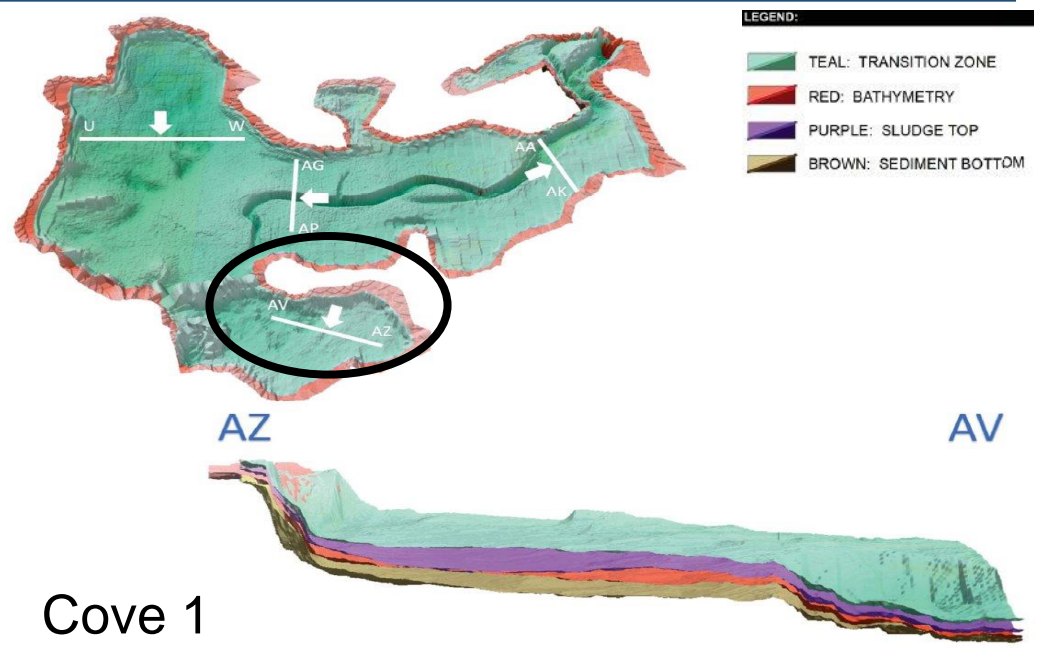 LEGEND:
TEAL: TRANSITION ZONE
RED: BATHYMETRY
PURPLE: SLUDGE TOP
BROWN: SEDIMENT BOTTOM
U W
AG
AA
AK
AP
AV
AZ
AZ AV
Cove 1